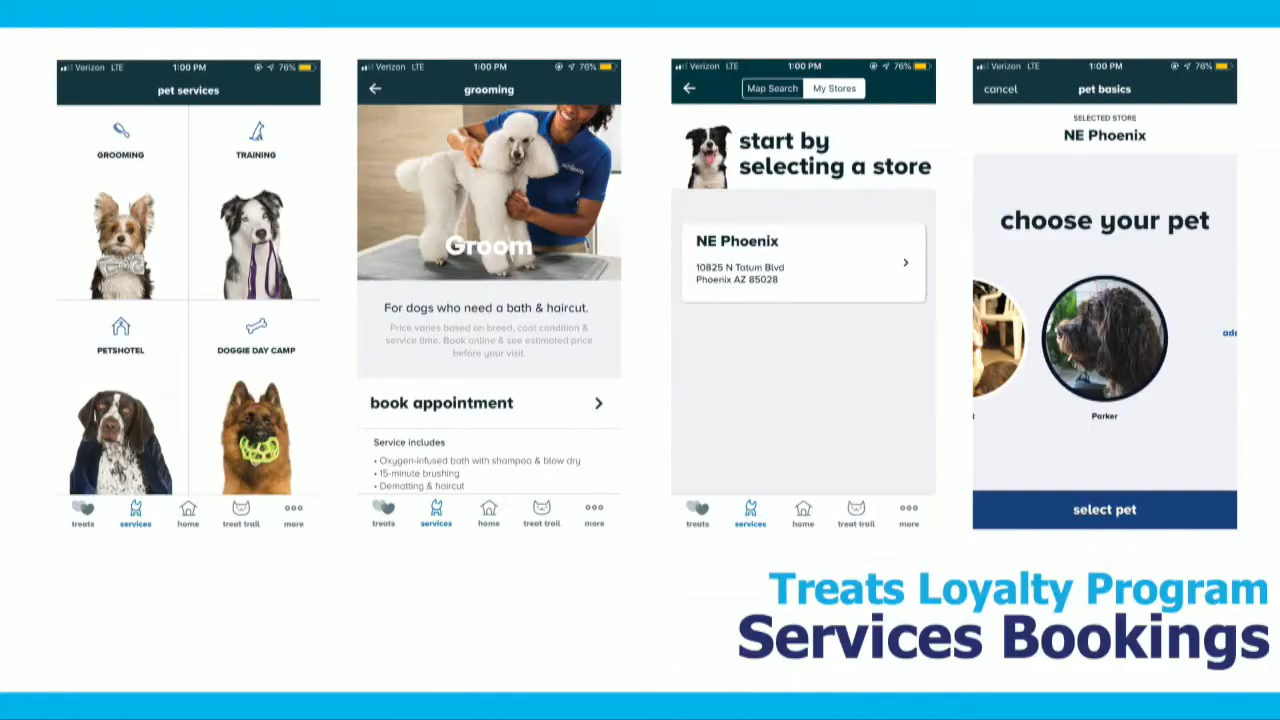 Verizon LTE 1:00 PM 76%
pet services
GROOMING
TRAINING
PETSHOTEL
DOGGIE DAY CAMP
treats
services
home
treat trail
more
Verizon LTE 1:00 PM 76%
grooming
Groom
For dogs who need a bath & haircut.
Price varies based on breed, coat condition &
service time. Book online & see estimated price
before your visit.
book appointment
Service includes
• Oxygen-infused bath with shampoo & blow dry
• 15-minute brushing
• Dematting & haircut
treats
services
home
treat trail
more
Verizon LTE 1:00 PM 76%
Map Search
My Stores
start by
selecting a store
NE Phoenix
10825 N Tatum Blvd
Phoenix AZ 85028
treats
services
home
treat trail
more
Verizon LTE 1:00 PM 76%
cancel
pet basics
SELECTED STORE
NE Phoenix
choose your pet
Parker
select pet
Treats Loyalty Program
Services Bookings